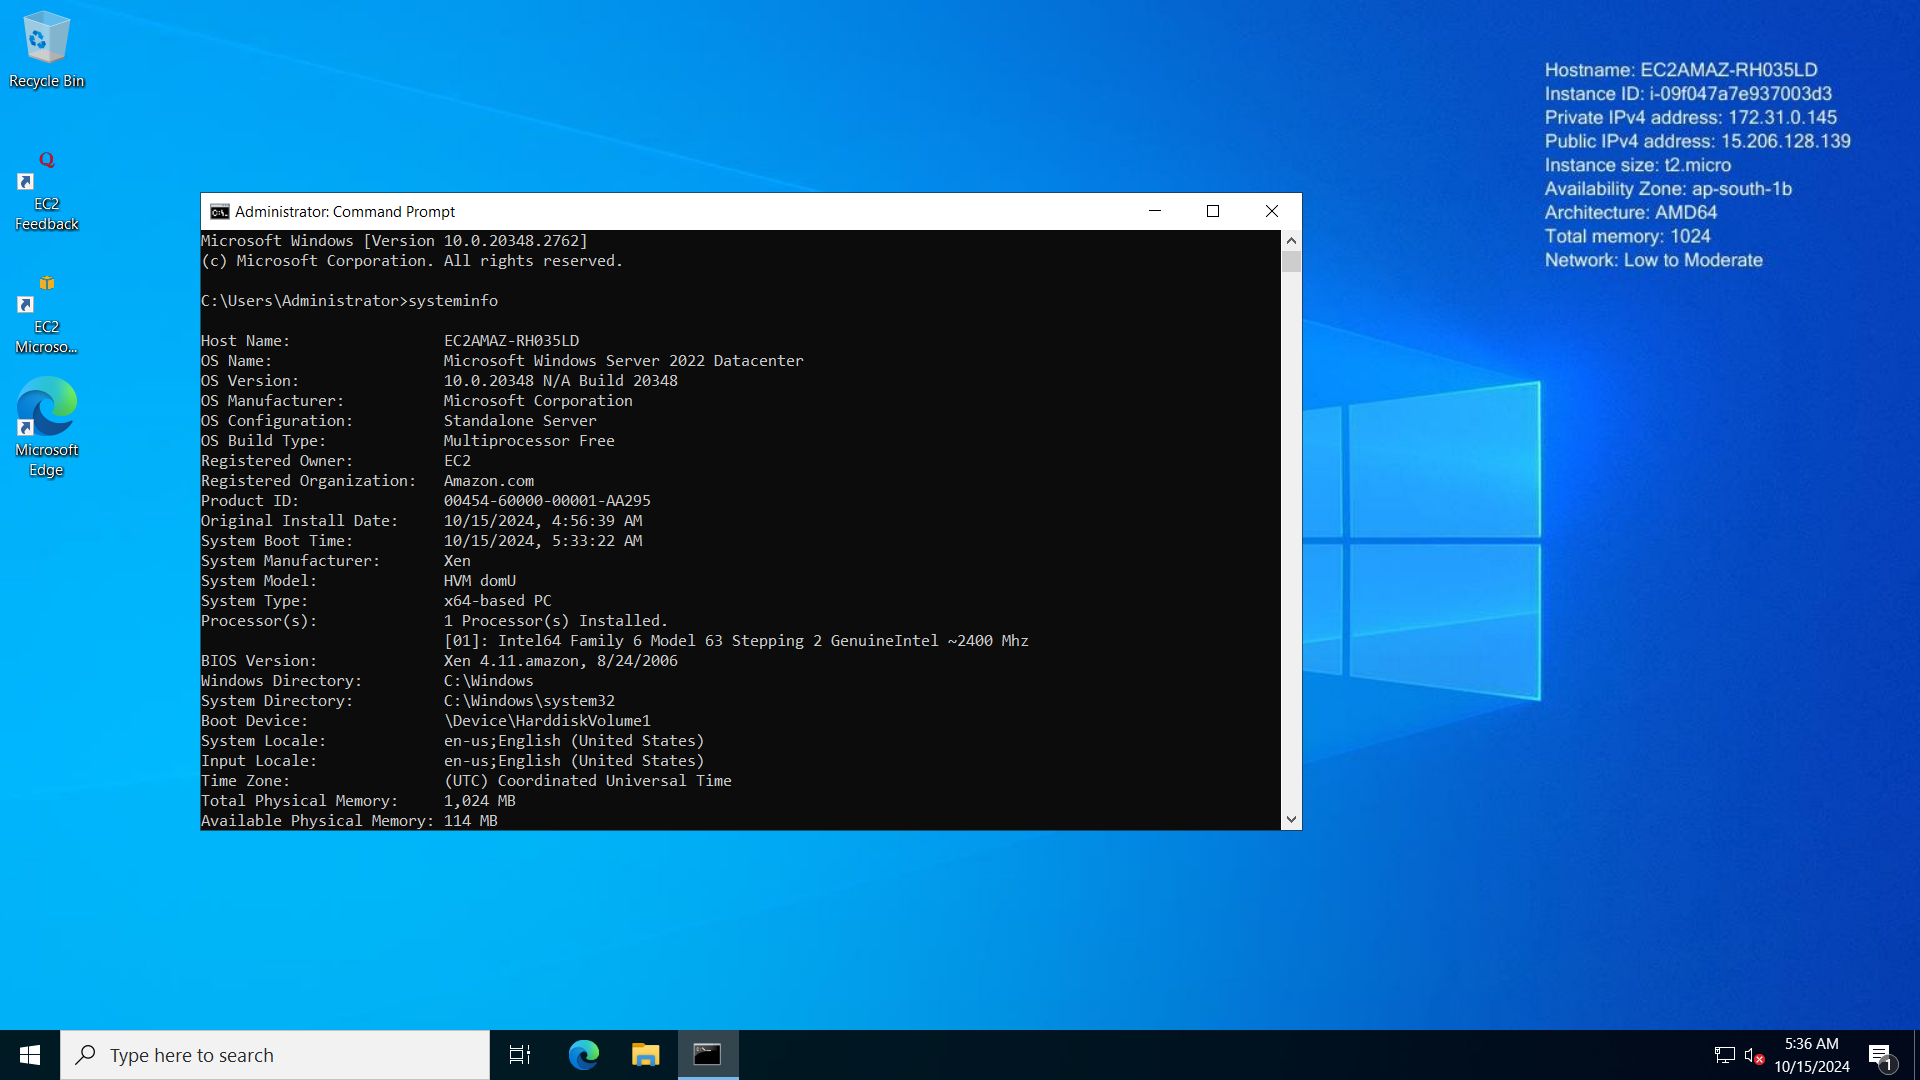 Recycle Bin
EC2
Feedback
EC2
Microso...
Microsoft
Edge
Hostname: EC2AMAZ-RH035LD
Instance ID: i-09f047a7e937003d3
Private IPv4 address: 172.31.0.145
Public IPv4 address: 15.206.128.139
Instance size: t2.micro
Availability Zone: ap-south-1b
Architecture: AMD64
Total memory: 1024
Network: Low to Moderate
Administrator: Command Prompt
Microsoft Windows [Version 10.0.20348.2762]
(c) Microsoft Corporation. All rights reserved.
C:\Users\Administrator>systeminfo
Host Name: EC2AMAZ-RH035LD
OS Name: Microsoft Windows Server 2022 Datacenter
OS Version: 10.0.20348 N/A Build 20348
OS Manufacturer: Microsoft Corporation
OS Configuration: Standalone Server
OS Build Type: Multiprocessor Free
Registered Owner: EC2
Registered Organization: Amazon.com
Product ID: 00454-60000-00001-AA295
Original Install Date: 10/15/2024, 4:56:39 AM
System Boot Time: 10/15/2024, 5:33:22 AM
System Manufacturer: Xen
System Model: HVM domU
System Type: x64-based PC
Processor(s): 1 Processor(s) Installed.
[01]: Intel64 Family 6 Model 63 Stepping 2 GenuineIntel ~2400 Mhz
BIOS Version: Xen 4.11.amazon, 8/24/2006
Windows Directory: C:\Windows
System Directory: C:\Windows\system32
Boot Device: \Device\HarddiskVolume1
System Locale: en-us;English (United States)
Input Locale: en-us;English (United States)
Time Zone: (UTC) Coordinated Universal Time
Total Physical Memory: 1,024 MB
Available Physical Memory: 114 MB
Type here to search
5:36 AM
10/15/2024
1